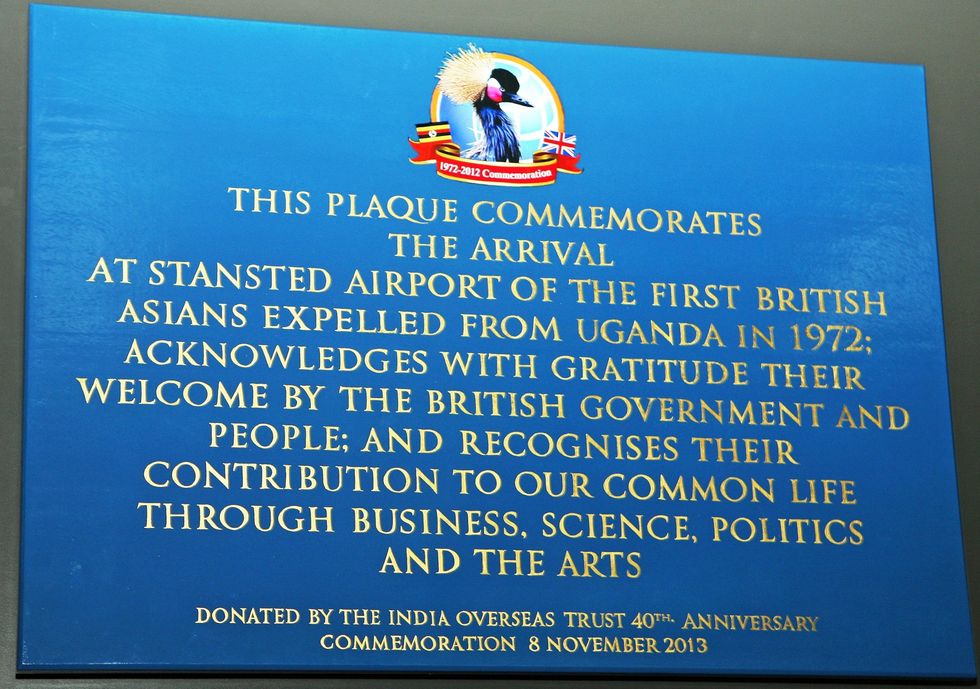 1972-2012 Commemoration
THIS PLAQUE COMMEMORATES
THE ARRIVAL
AT STANSTED AIRPORT OF THE FIRST BRITISH
ASIANS EXPELLED FROM UGANDA IN 1972;
ACKNOWLEDGES WITH GRATITUDE THEIR
WELCOME BY THE BRITISH GOVERNMENT AND
PEOPLE; AND RECOGNISES THEIR
CONTRIBUTION TO OUR COMMON LIFE
THROUGH BUSINESS, SCIENCE, POLITICS
AND THE ARTS
DONATED BY THE INDIA OVERSEAS TRUST 40TH. ANNIVERSARY
COMMEMORATION 8 NOVEMBER 2013